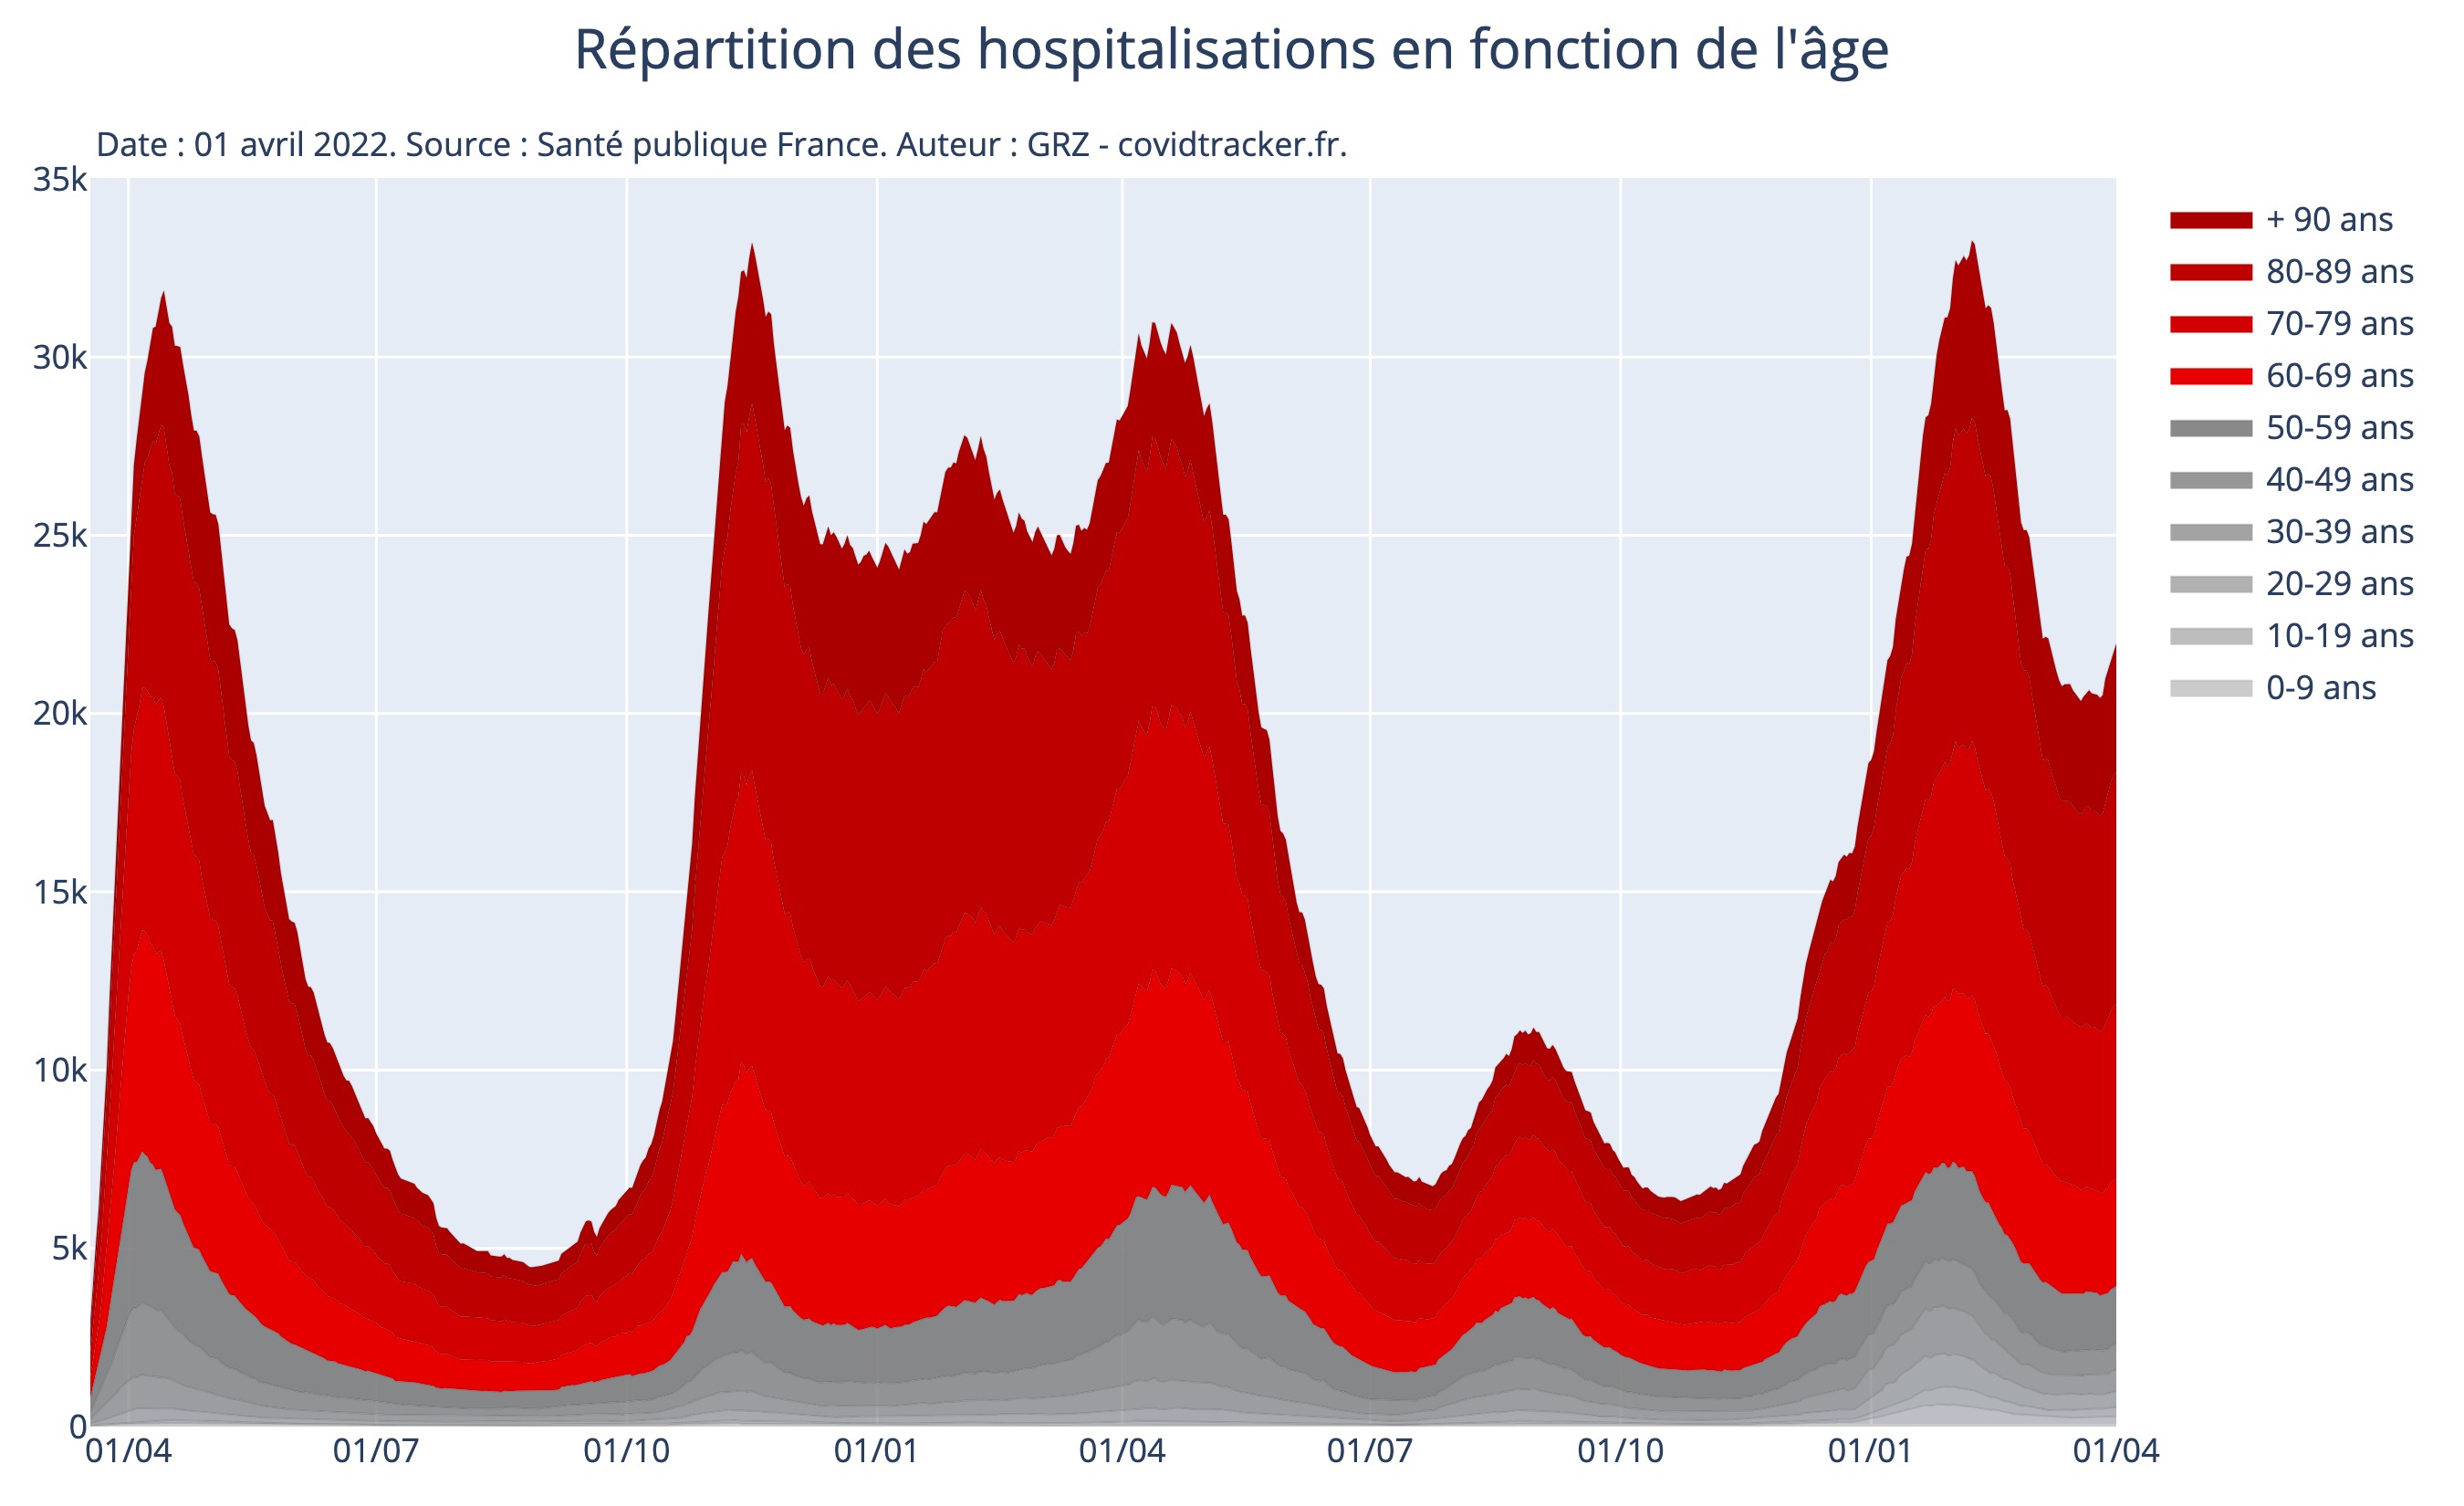 Répartition des hospitalisations en fonction de l'âge
Date : 01 avril 2022. Source : Santé publique France. Auteur : GRZ - covidtracker.fr.
35k
30k
25k
20k
15k
10k
5k
0
01/04 01/07 01/10 01/01 01/04 01/07 01/10 01/01 01/04
+ 90 ans
80-89 ans
70-79 ans
60-69 ans
50-59 ans
40-49 ans
30-39 ans
20-29 ans
10-19 ans
0-9 ans